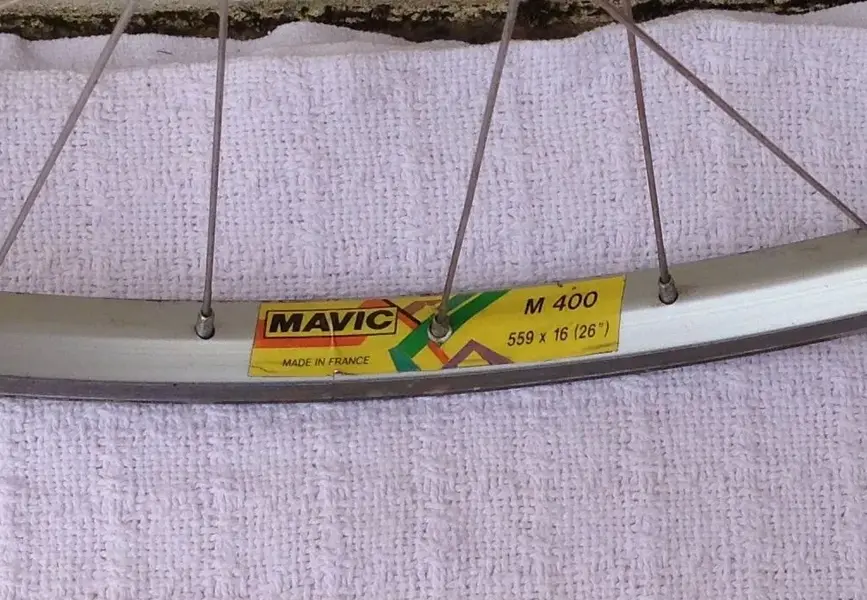 MAVIC
MADE IN FRANCE
M 400
559 x 16 (26")